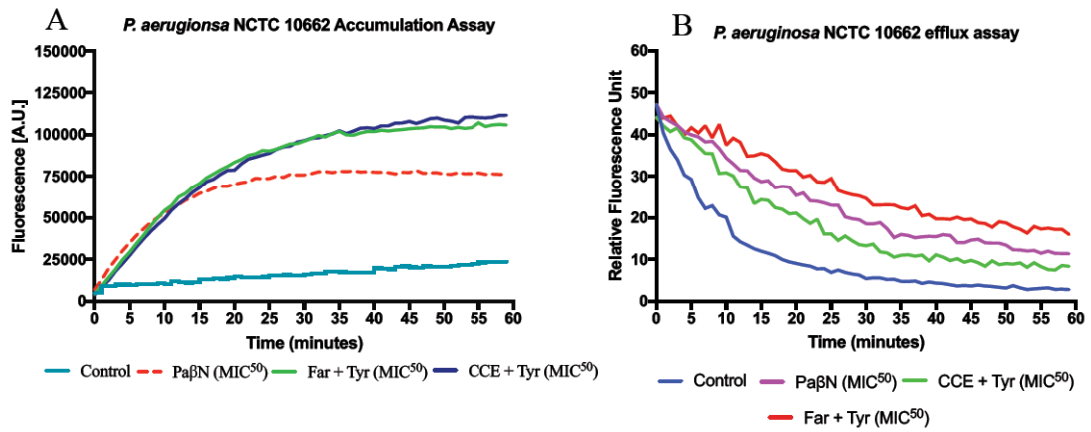 A
P. aerugionsa NCTC 10662 Accumulation Assay
150000
125000
100000
75000
50000
25000
0
Fluorescence [A.U.]
0 5 10 15 20 25 30 35 40 45 50 55 60
Time (minutes)
Control PaβN (MIC⁵⁰) Far + Tyr (MIC⁵⁰) CCE + Tyr (MIC⁵⁰)
B
P. aeruginosa NCTC 10662 efflux assay
60
50
40
30
20
10
0
Relative Fluorescence Unit
0 5 10 15 20 25 30 35 40 45 50 55 60
Time (minutes)
Control PaβN (MIC⁵⁰) CCE + Tyr (MIC⁵⁰)
Far + Tyr (MIC⁵⁰)